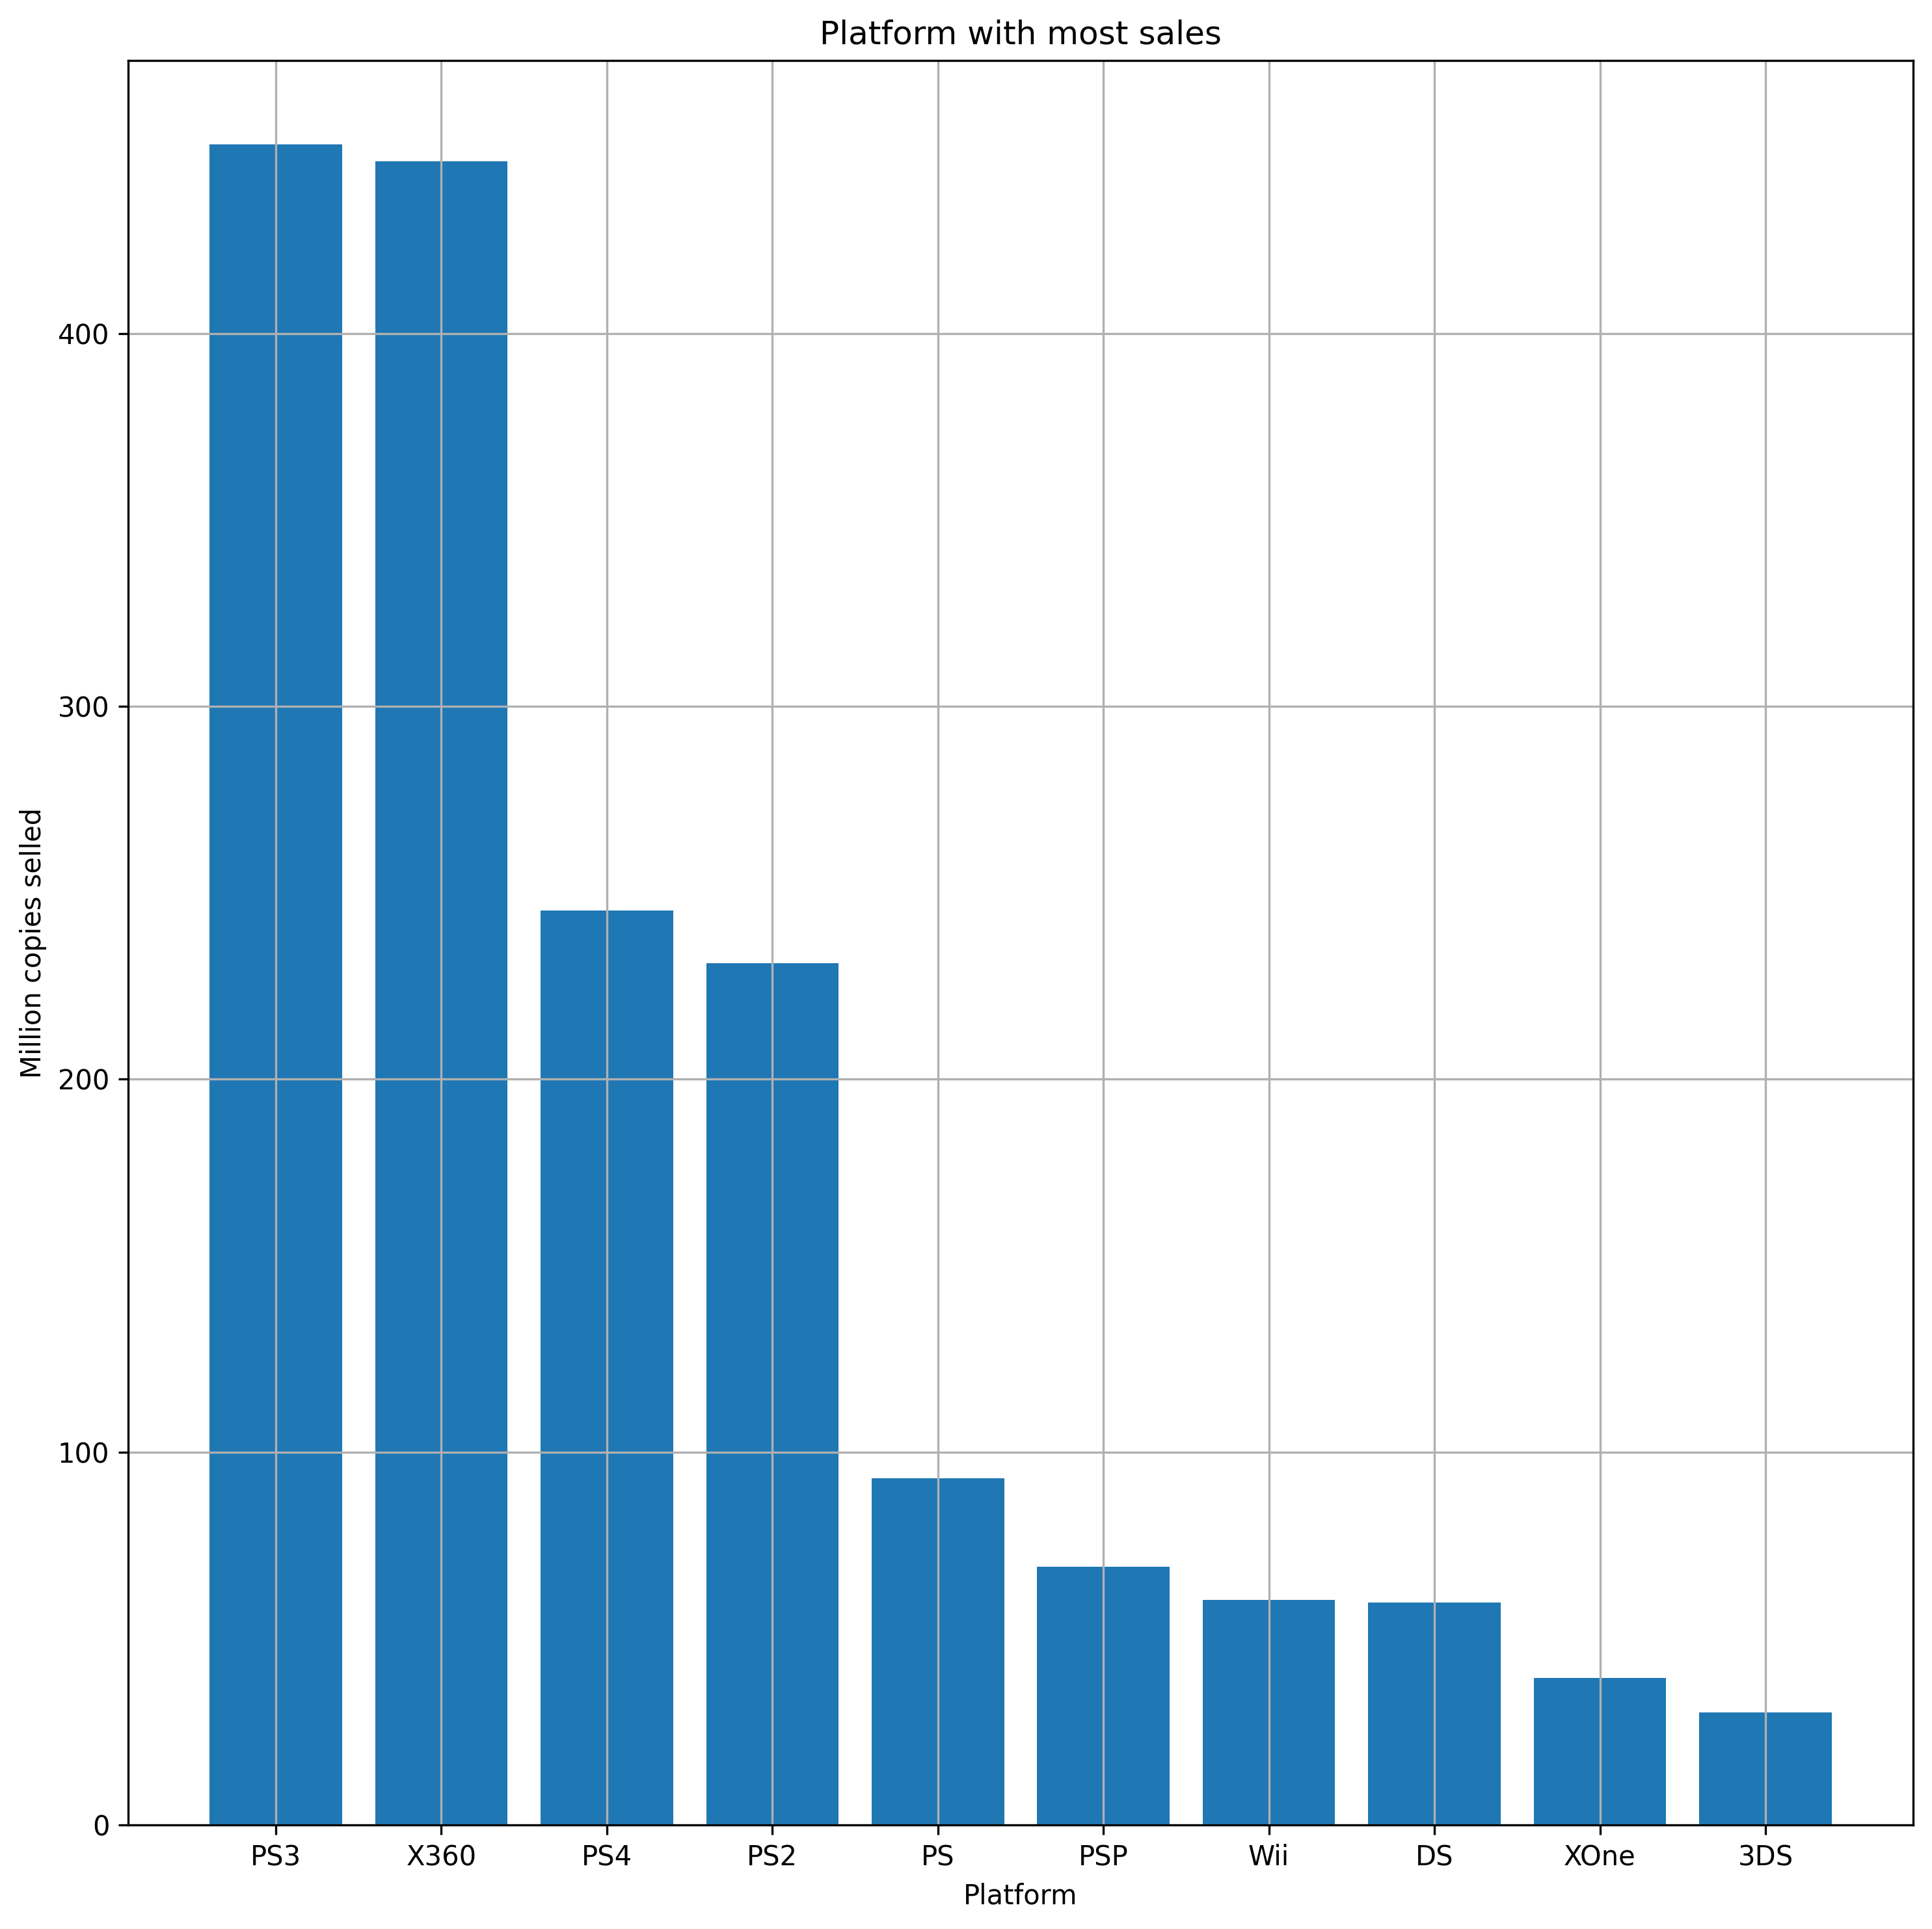 Platform with most sales
Million copies selled
400
300
200
100
0
PS3 X360 PS4 PS2 PS PSP Wii DS XOne 3DS
Platform